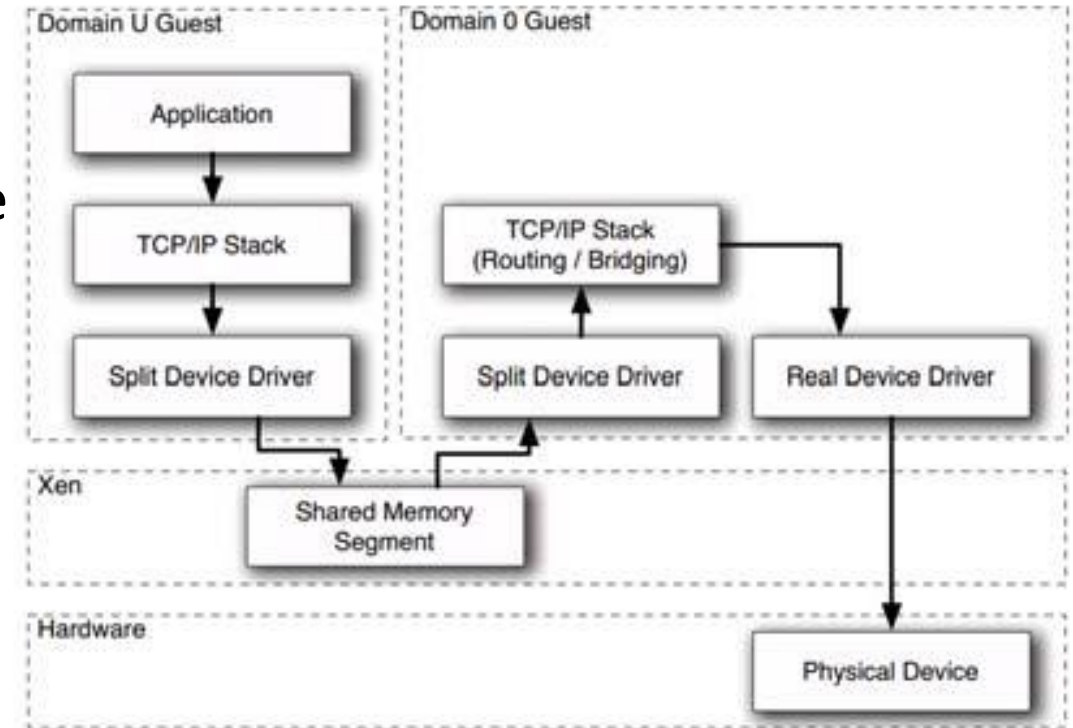 Domain U Guest
Application
TCP/IP Stack
Split Device Driver
Domain 0 Guest
TCP/IP Stack
(Routing / Bridging)
Split Device Driver
Real Device Driver
Xen
Shared Memory
Segment
Hardware
Physical Device